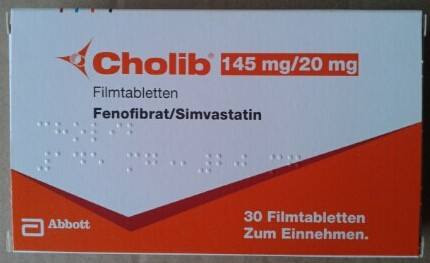 Cholib® 145 mg/20 mg
Filmtabletten
Fenofibrat/Simvastatin
Abbott
30 Filmtabletten
Zum Einnehmen.